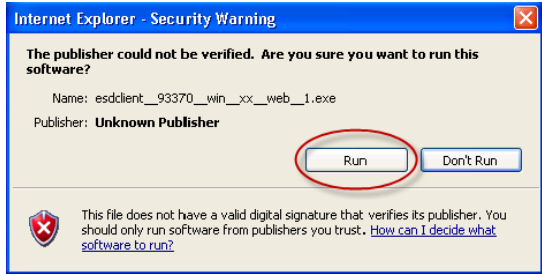 Internet Explorer - Security Warning
The publisher could not be verified.  Are you sure you want to run this
software?
Name: esdclient__93370__win__xx__web__1.exe
Publisher: Unknown Publisher
Run Don't Run
This file does not have a valid digital signature that verifies its publisher. You
should only run software from publishers you trust. How can I decide what
software to run?